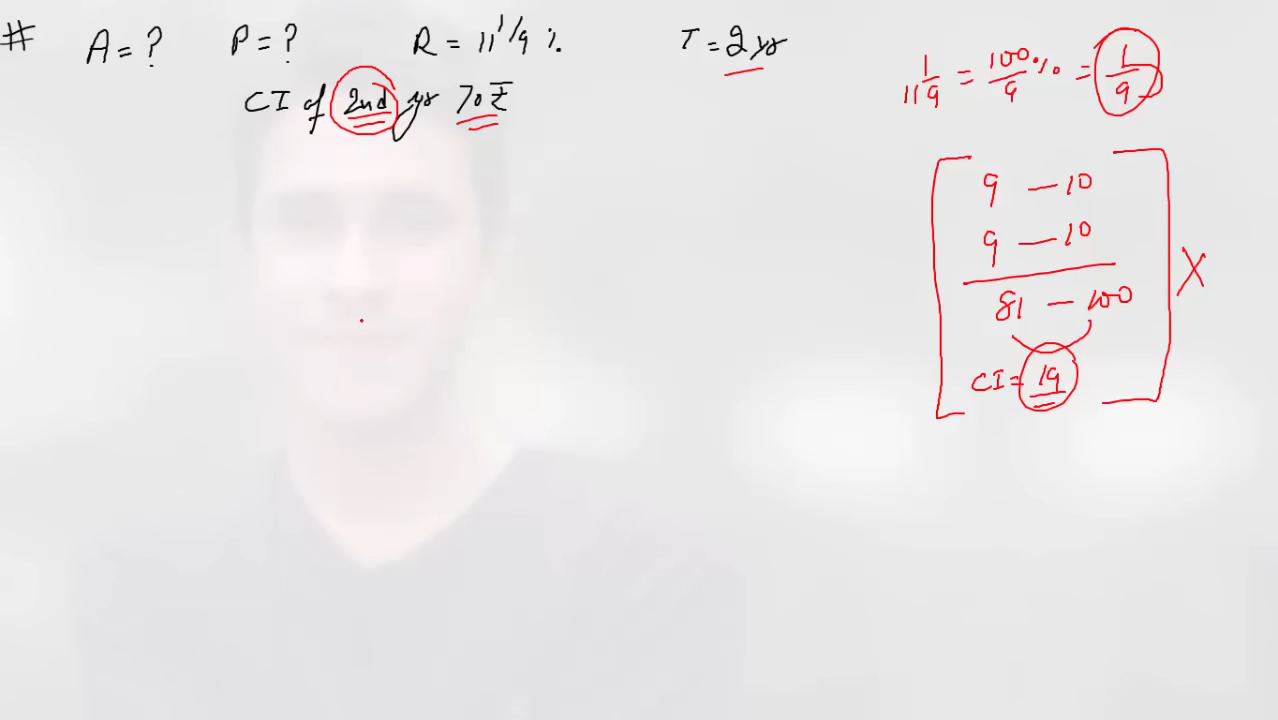 # A = ? P = ? R = 11 1/9 %. T = 2 yr
CI of 2nd yr 70 ₹
11 1/9 = 100/9 % = 1/9
9 — 10
9 — 10
81 — 100
CI = 19
X